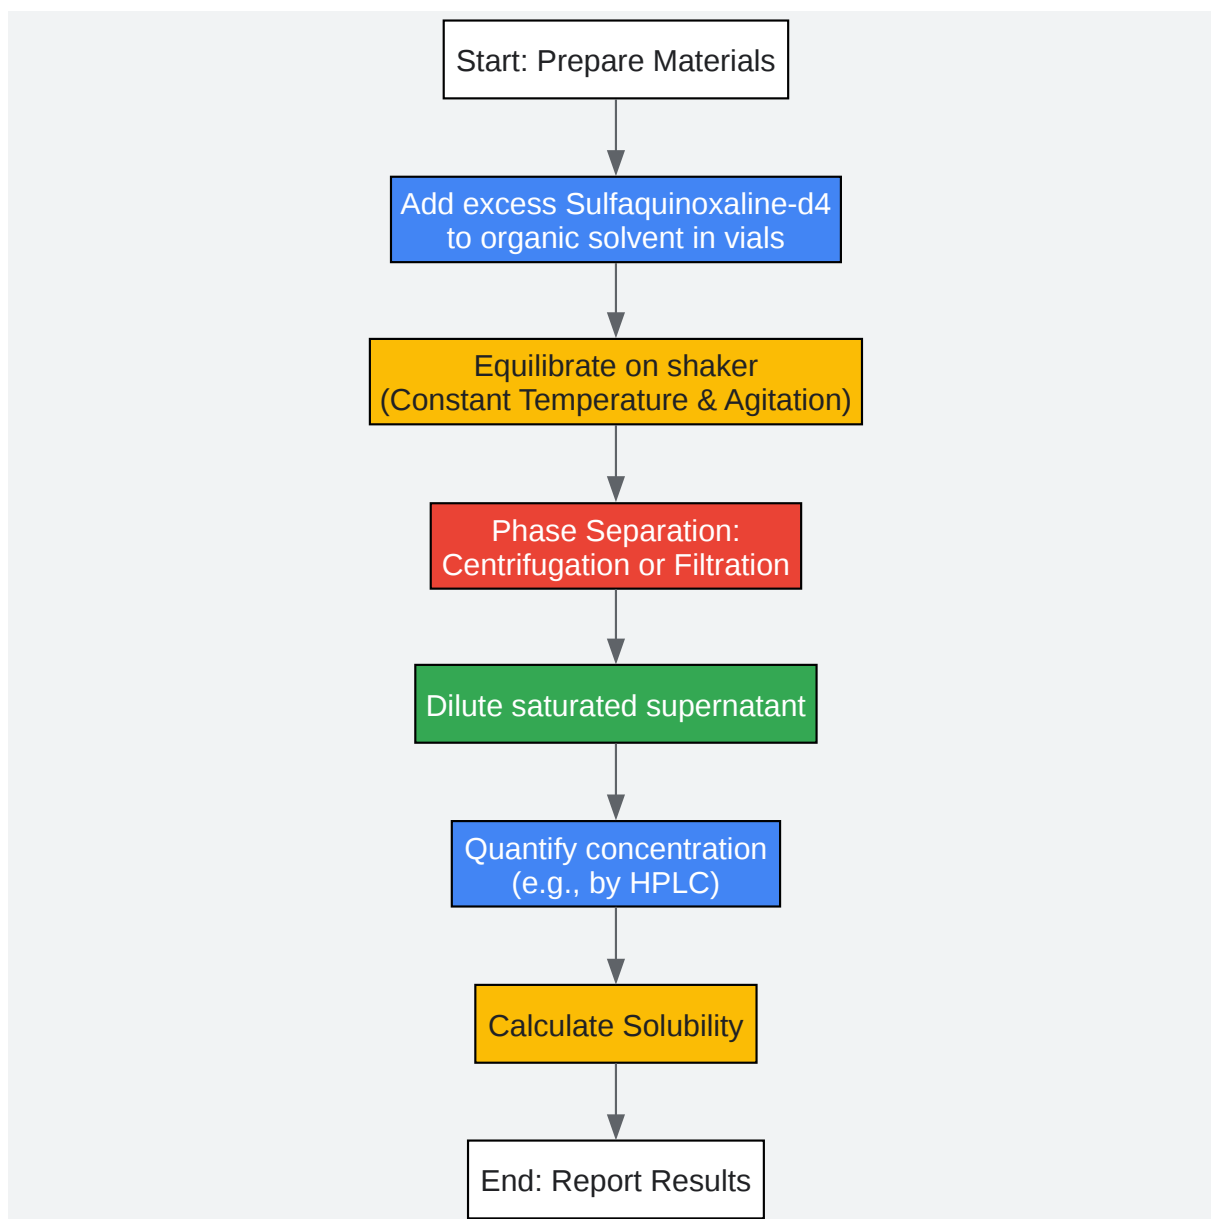 Start: Prepare Materials
Add excess Sulfaquinoxaline-d4
to organic solvent in vials
Equilibrate on shaker
(Constant Temperature & Agitation)
Phase Separation:
Centrifugation or Filtration
Dilute saturated supernatant
Quantify concentration
(e.g., by HPLC)
Calculate Solubility
End: Report Results